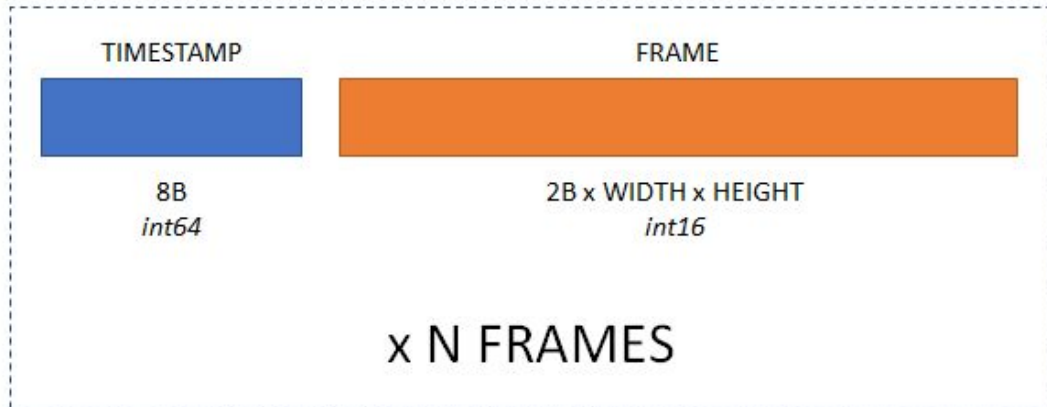 TIMESTAMP
FRAME
8B
int64
2B x WIDTH x HEIGHT
int16
x N FRAMES